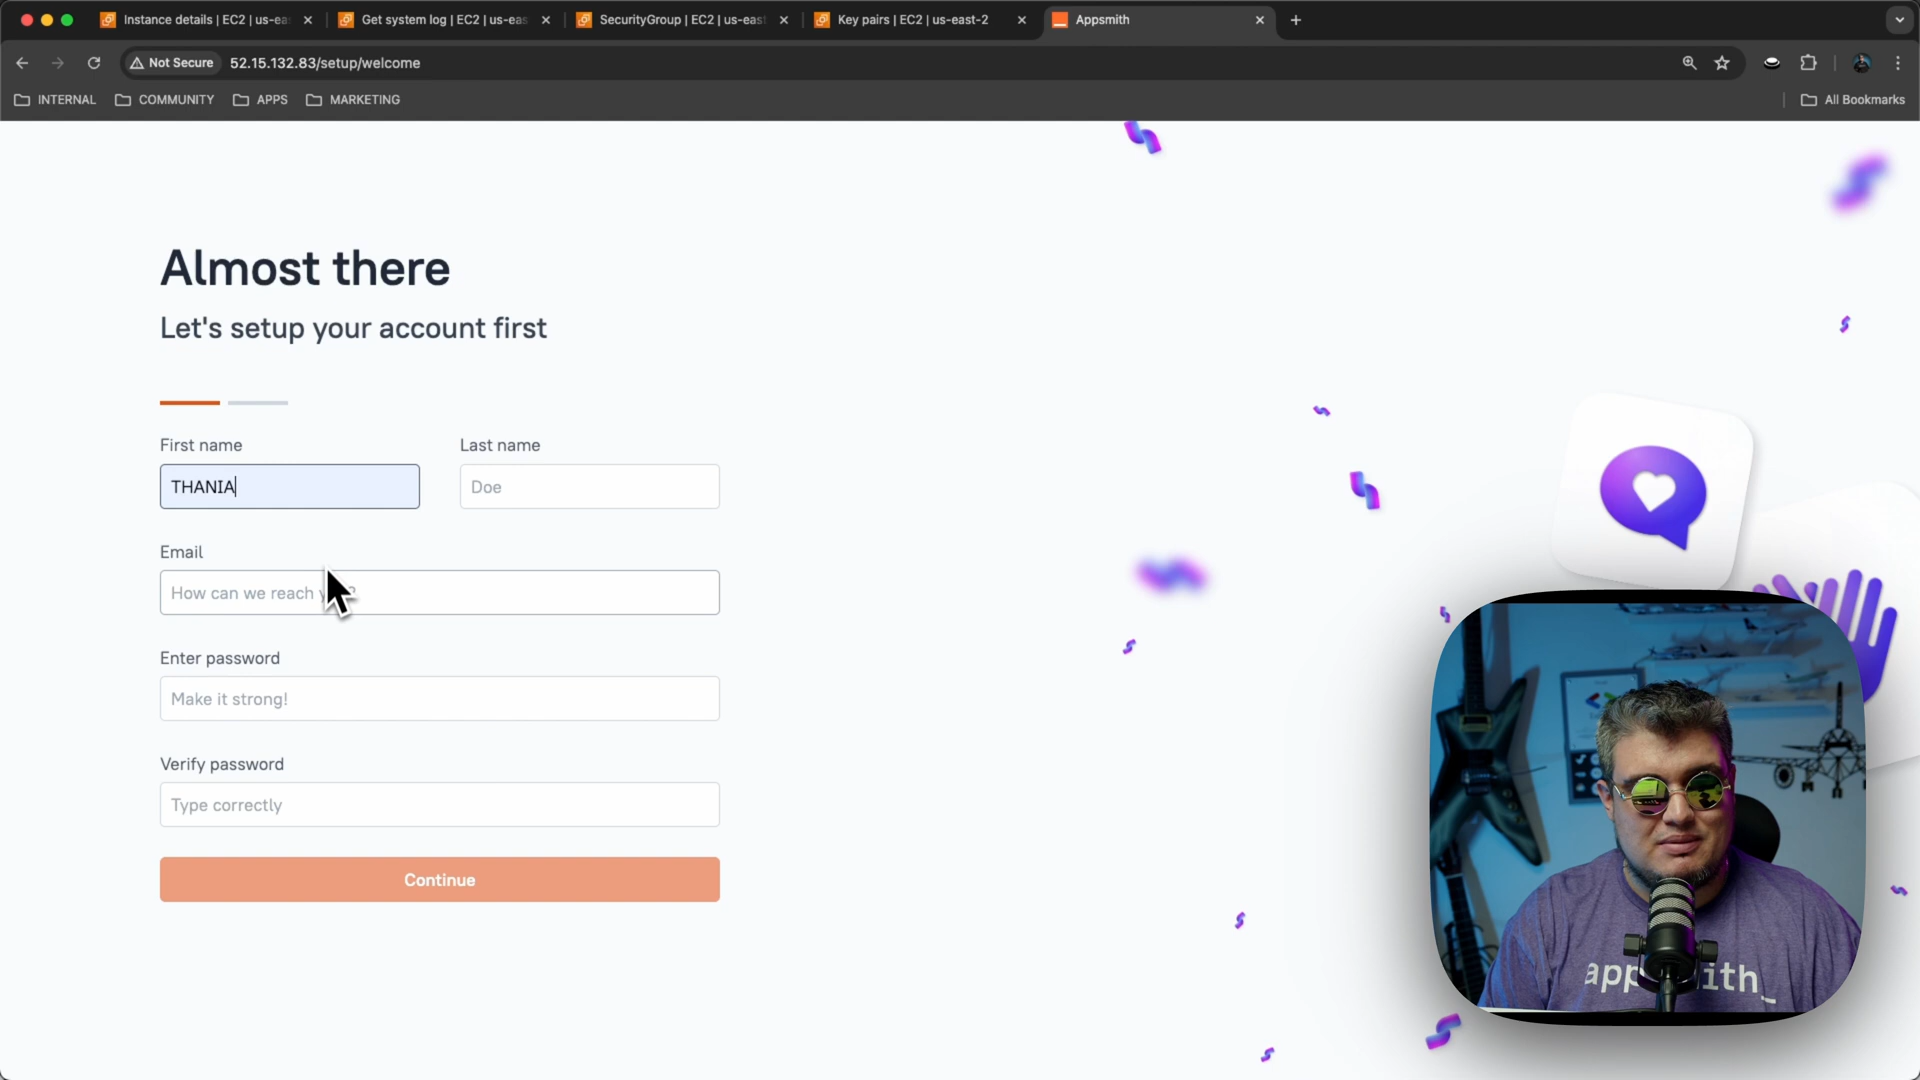 Instance details | EC2 | us-ea
Get system log | EC2 | us-eas
SecurityGroup | EC2 | us-east
Key pairs | EC2 | us-east-2
Appsmith
Not Secure
52.15.132.83/setup/welcome
INTERNAL
COMMUNITY
APPS
MARKETING
All Bookmarks
Almost there
Let's setup your account first
First name
Last name
THANIA
Doe
Email
How can we reach
Enter password
Make it strong!
Verify password
Type correctly
Continue